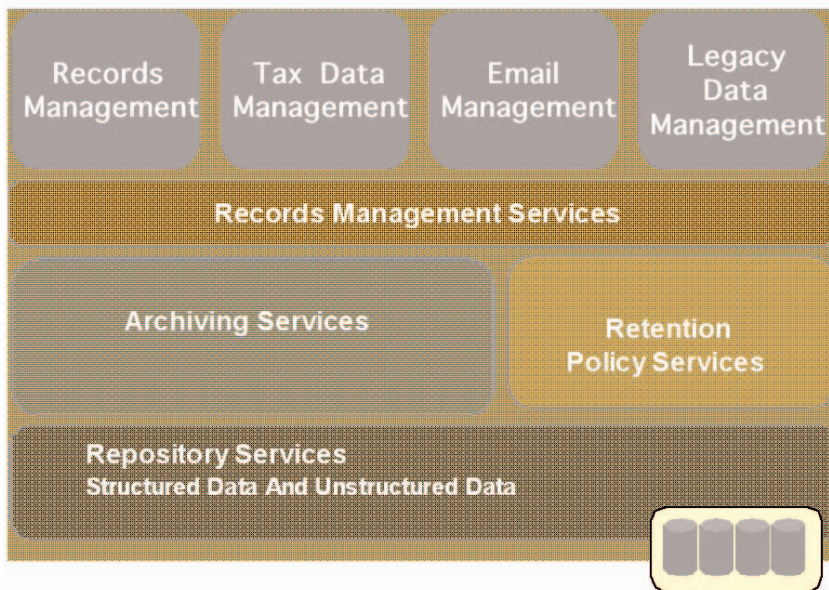 Records
Management
Tax Data
Management
Email
Management
Legacy
Data
Management
Records Management Services
Archiving Services
Retention
Policy Services
Repository Services
Structured Data And Unstructured Data